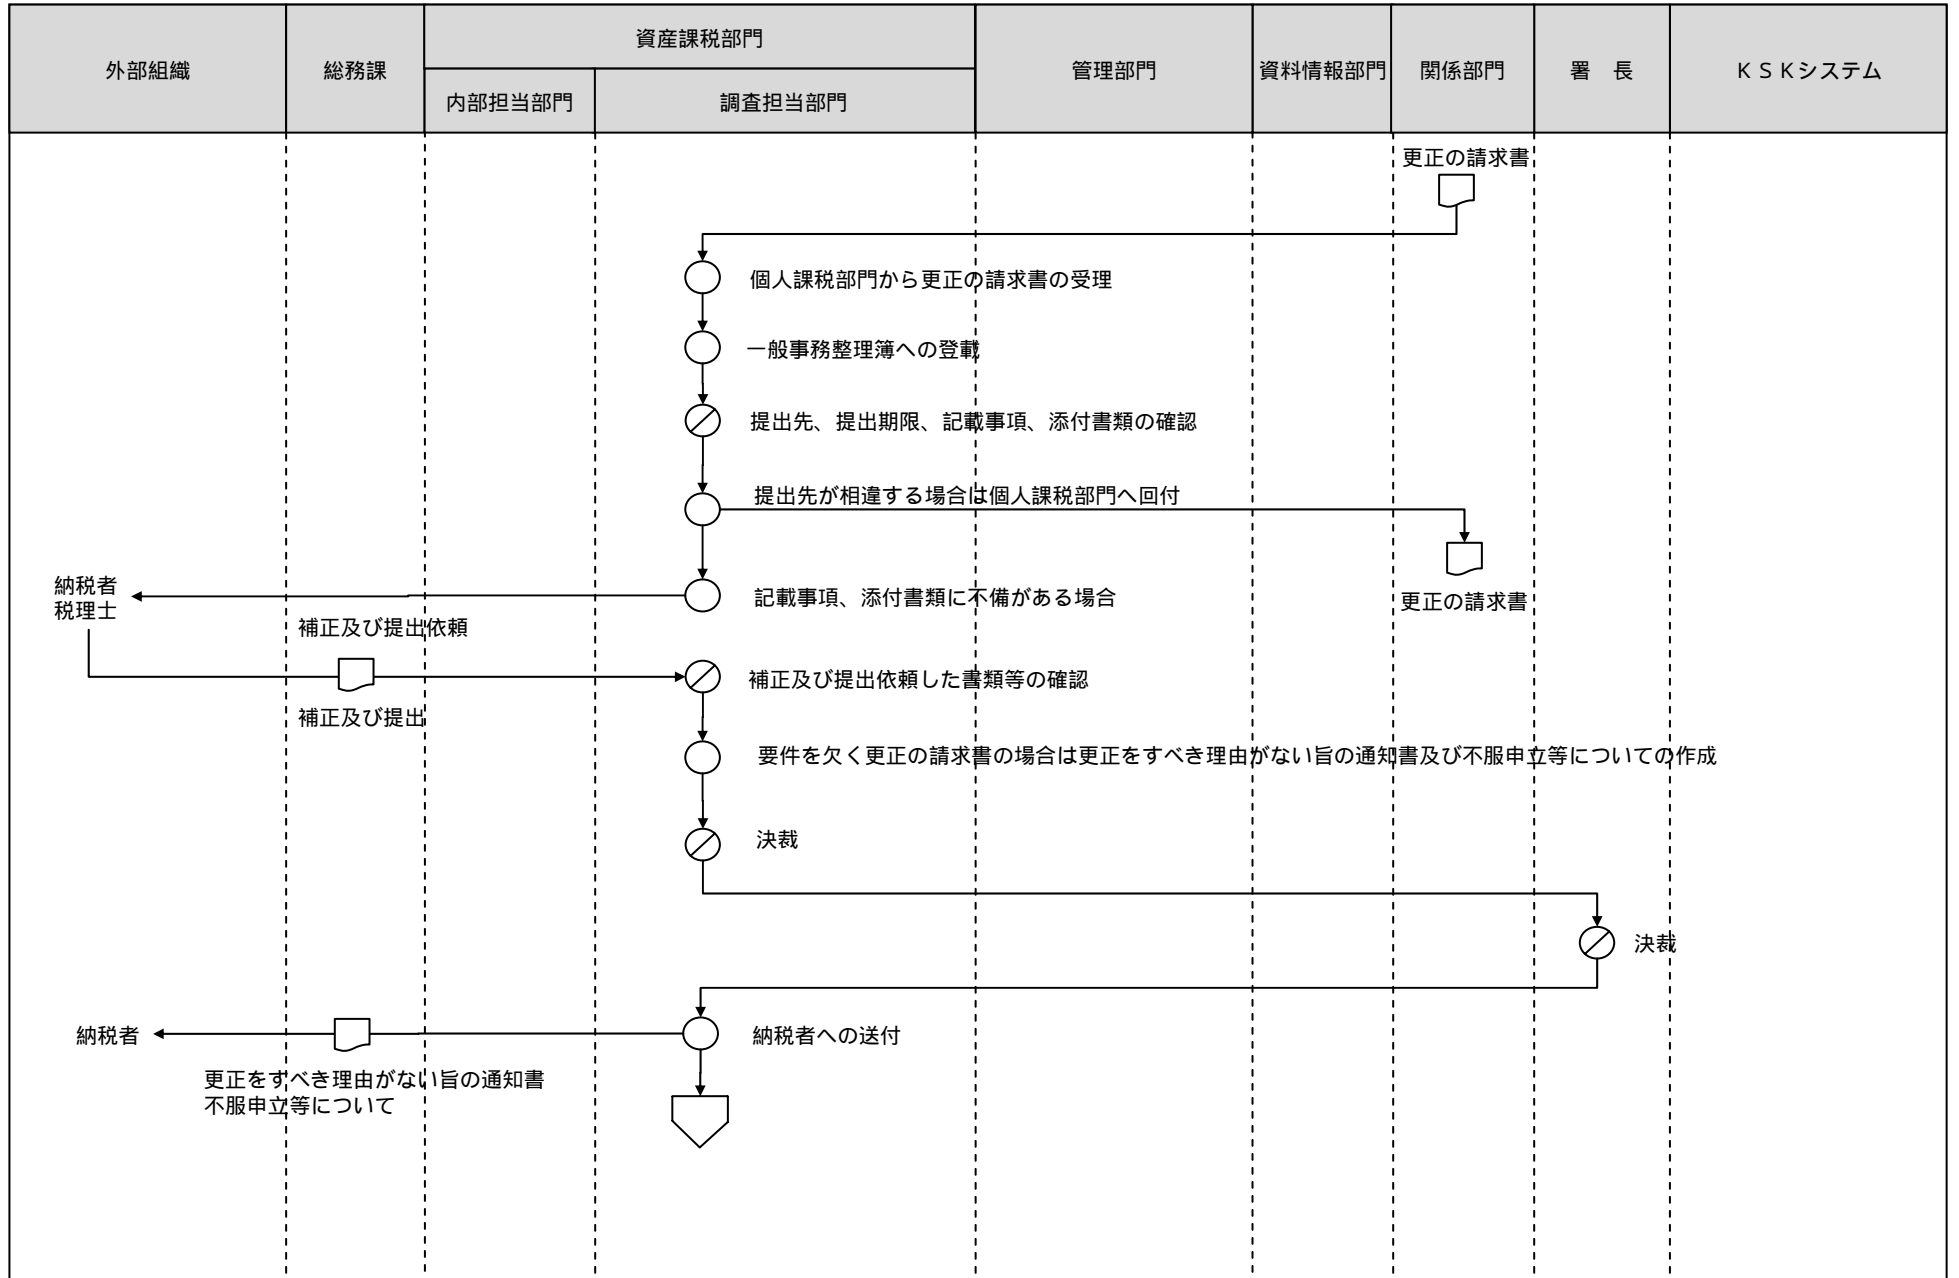 外部組織
総務課
資産課税部門
内部担当部門
調査担当部門
管理部門
資料情報部門
関係部門
署　長
ＫＳＫシステム
更正の請求書
個人課税部門から更正の請求書の受理
一般事務整理簿への登載
提出先、提出期限、記載事項、添付書類の確認
提出先が相違する場合は個人課税部門へ回付
更正の請求書
納税者
税理士
記載事項、添付書類に不備がある場合
補正及び提出依頼
補正及び提出依頼した書類等の確認
補正及び提出
要件を欠く更正の請求書の場合は更正をすべき理由がない旨の通知書及び不服申立等についての作成
決裁
決裁
納税者
納税者への送付
更正をすべき理由がない旨の通知書
不服申立等について